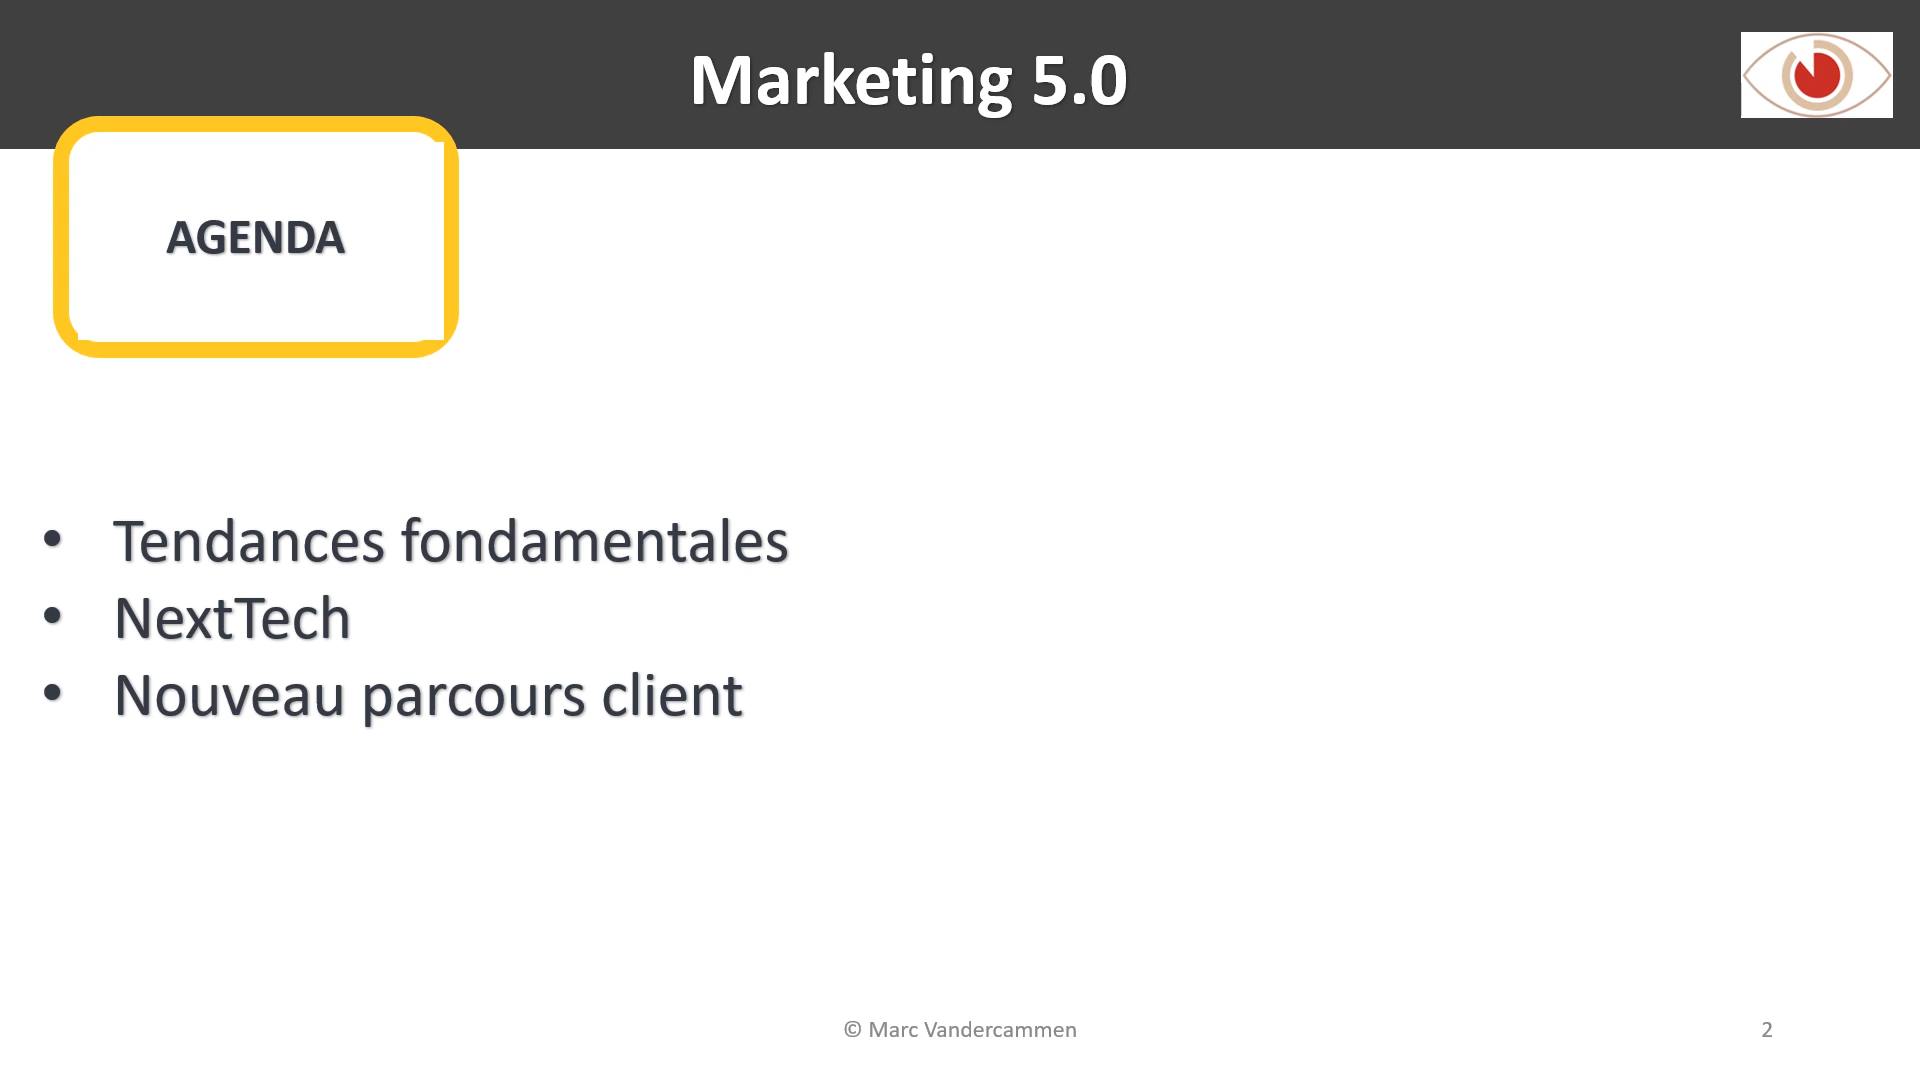 Marketing 5.0
AGENDA
• Tendances fondamentales
• NextTech
• Nouveau parcours client
© Marc Vandercammen
2